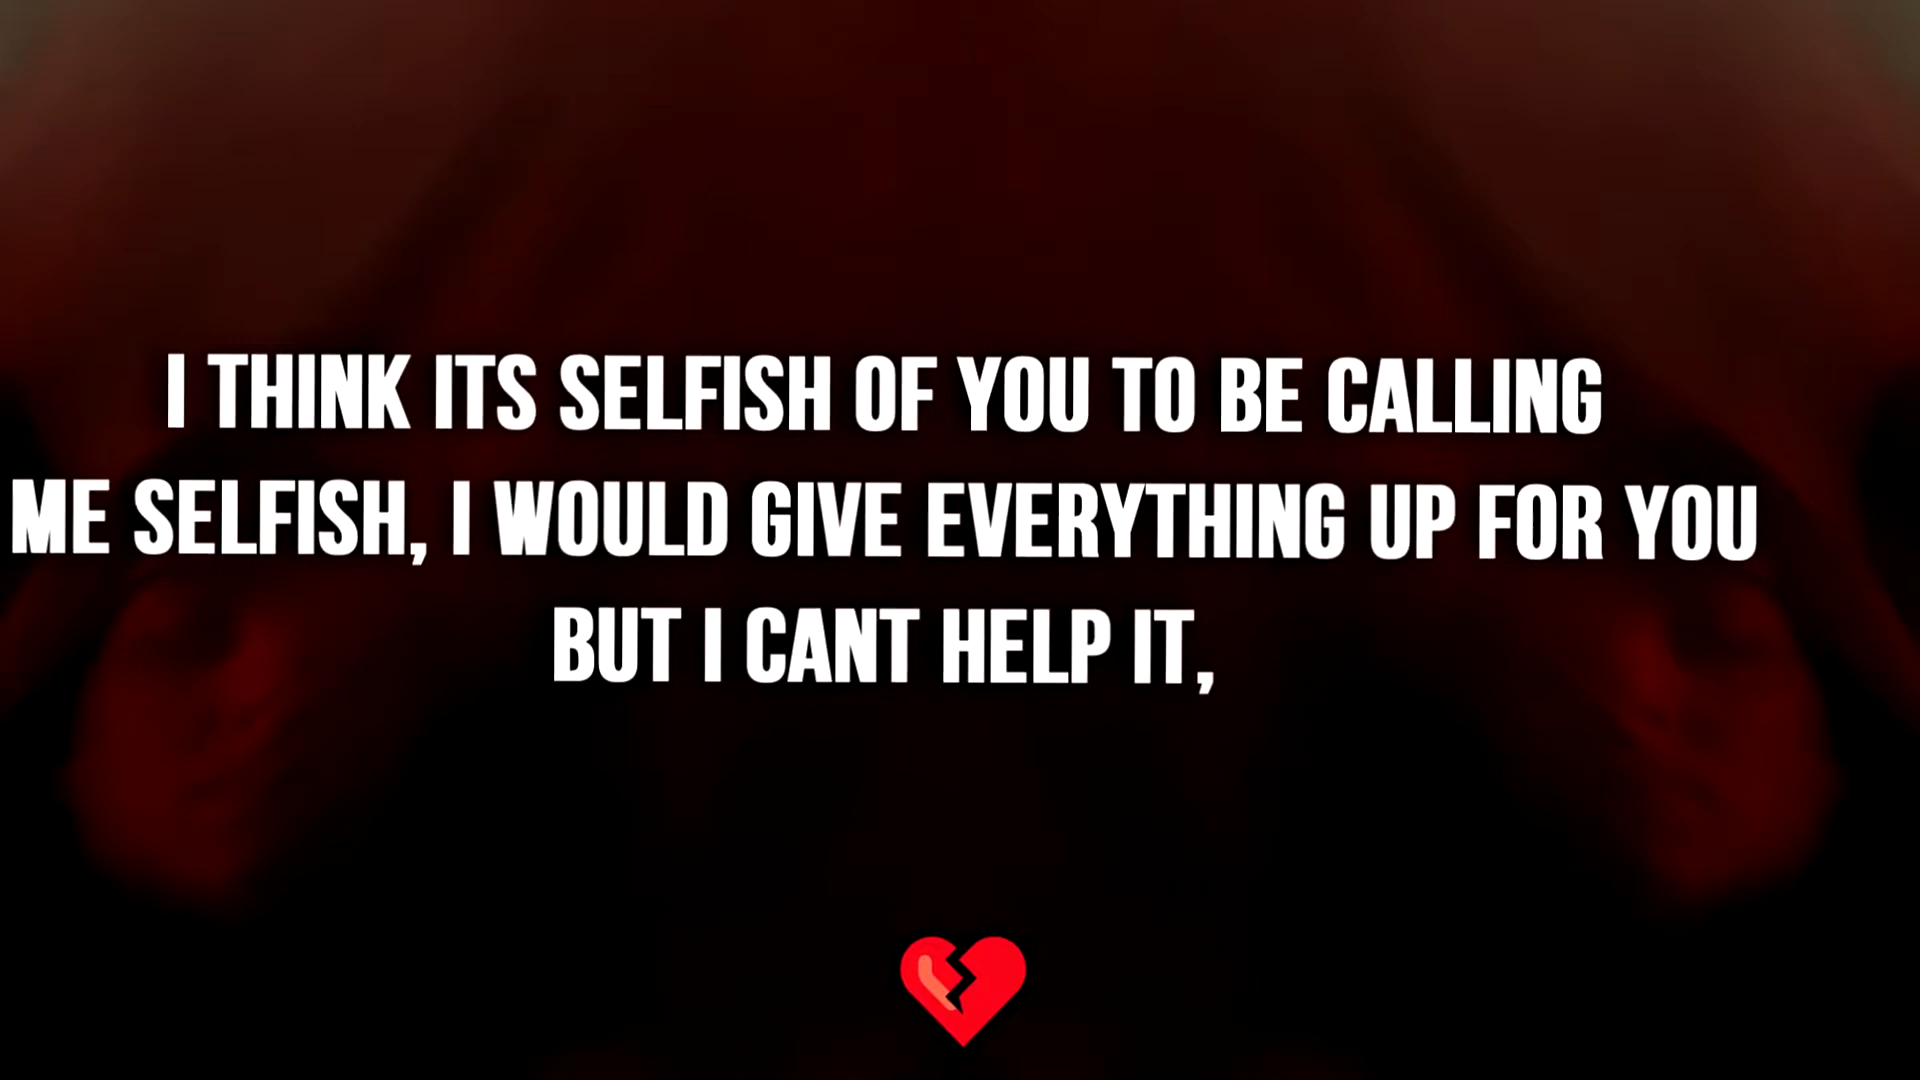 I THINK ITS SELFISH OF YOU TO BE CALLING
ME SELFISH, I WOULD GIVE EVERYTHING UP FOR YOU
BUT I CANT HELP IT,